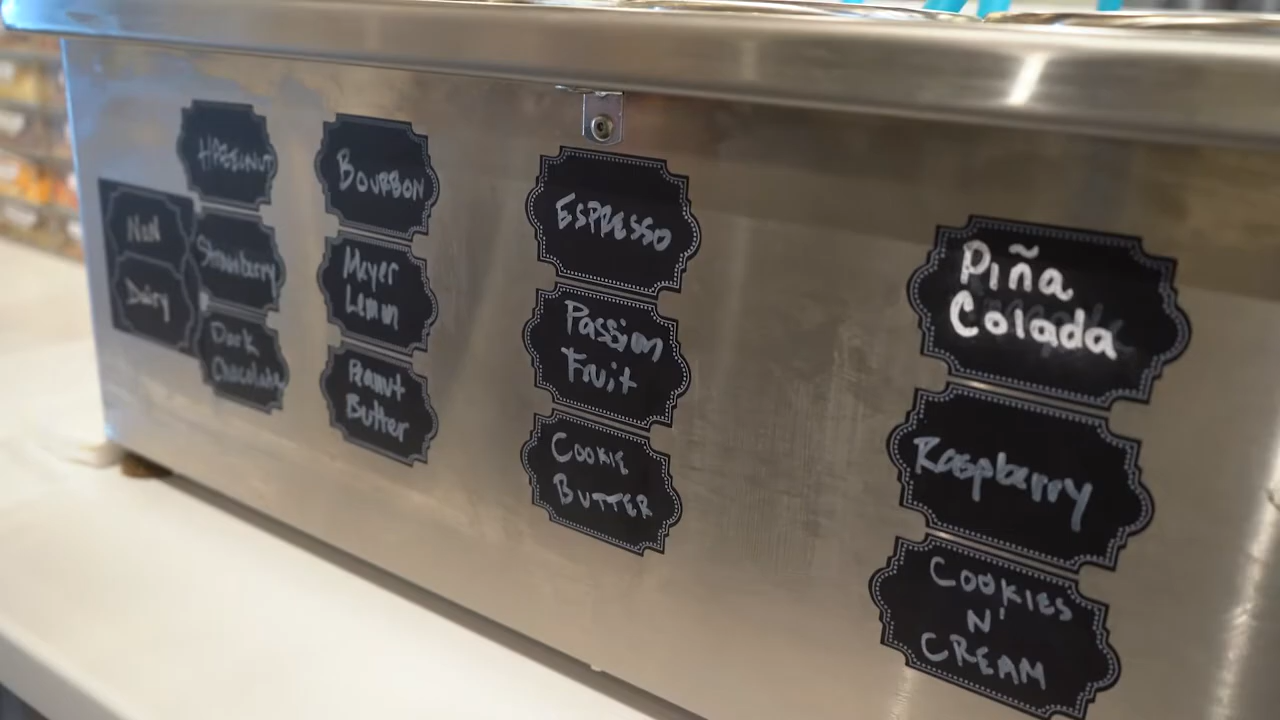 Non
Dairy
HAZELNUT
Strawberry
Dark
Chocolate
BOURBON
Meyer
Lemon
Peanut
Butter
ESPRESSO
Passion
Fruit
COOKIE
BUTTER
Piña
Colada
Raspberry
COOKIES
N'
CREAM